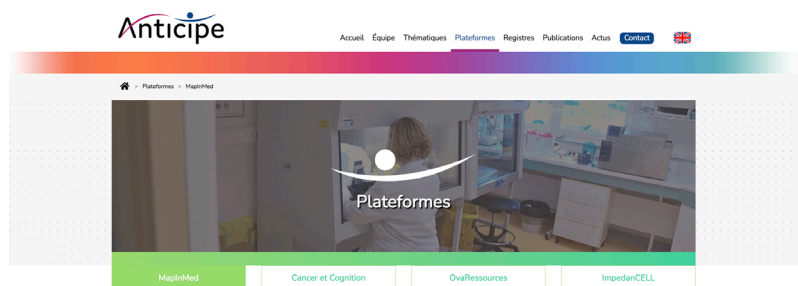 Anticipe
Accueil Équipe Thématiques Plateformes Registres Publications Actus Contact
> Plateformes > MapInMed
Plateformes
MapInMed Cancer et Cognition OvaRessources ImpedanCELL